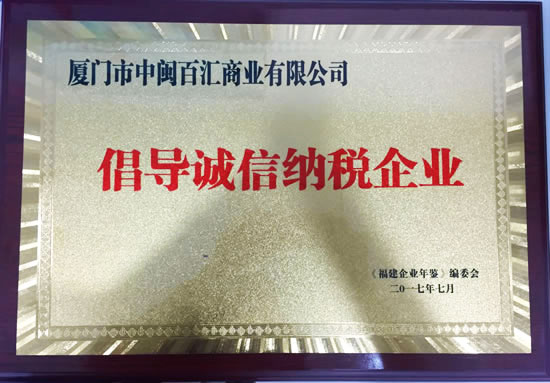 厦门市中闽百汇商业有限公司
倡导诚信纳税企业
《福建企业年鉴》编委会
二〇一七年七月